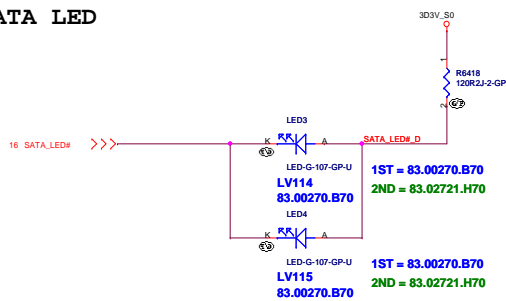 ATA LED
3D3V_S0
1
R6418
120R2J-2-GP
2
LED3
16 SATA_LED#
K
A
SATA_LED#_D
LED-G-107-GP-U
1ST = 83.00270.B70
LV114
2ND = 83.02721.H70
83.00270.B70
LED4
K
A
LED-G-107-GP-U
1ST = 83.00270.B70
LV115
2ND = 83.02721.H70
83.00270.B70